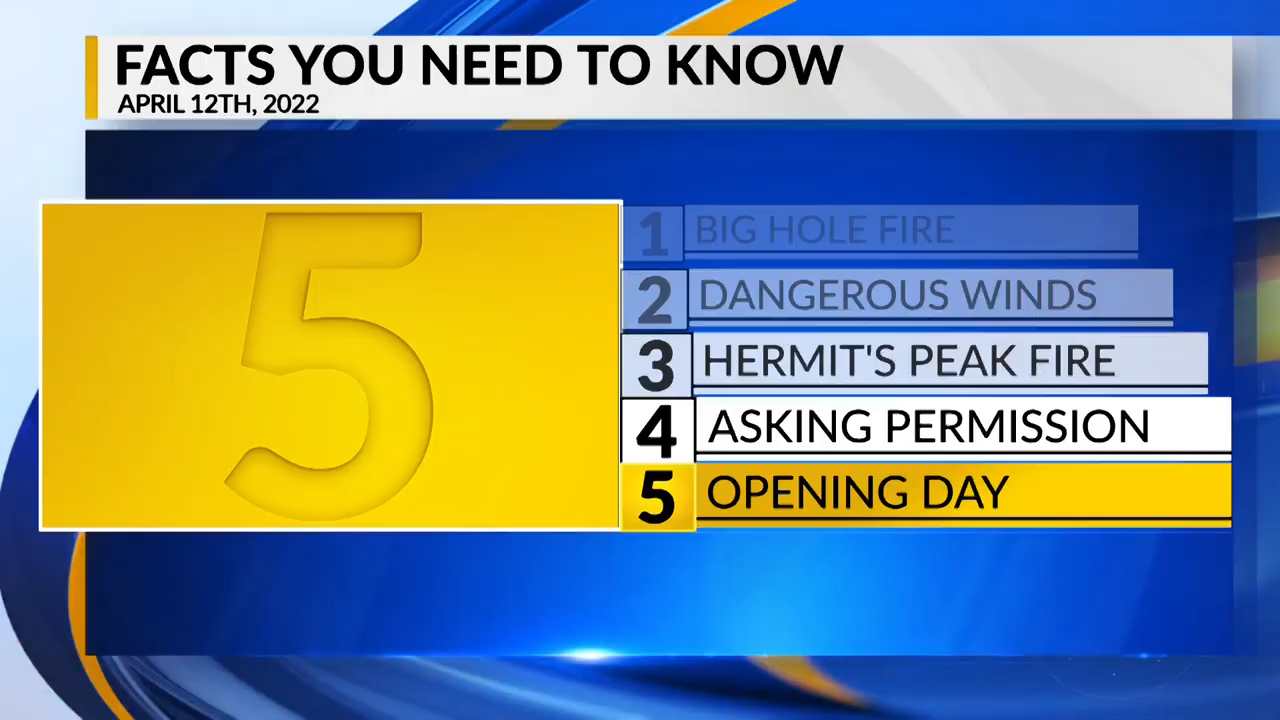 FACTS YOU NEED TO KNOW
APRIL 12TH, 2022
5
1 BIG HOLE FIRE
2 DANGEROUS WINDS
3 HERMIT'S PEAK FIRE
4 ASKING PERMISSION
5 OPENING DAY